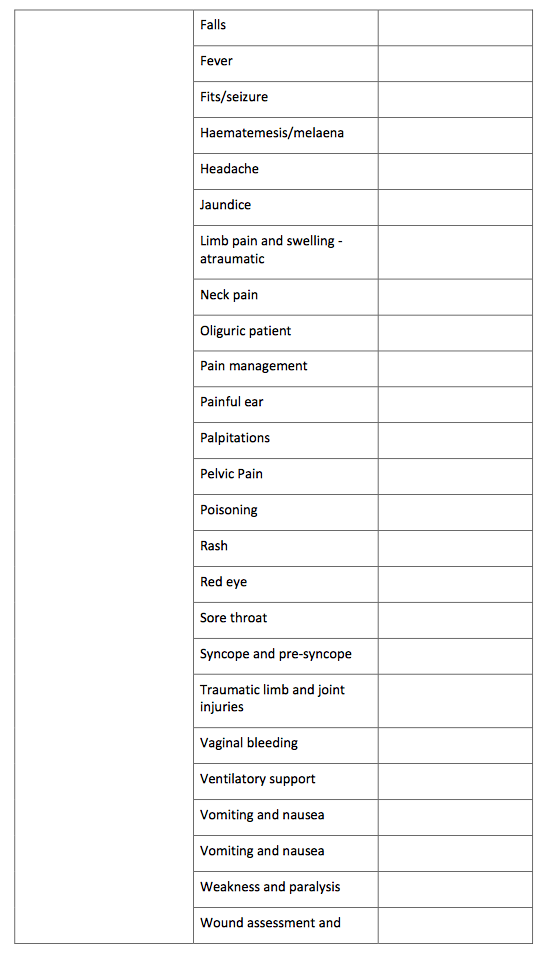 Falls
Fever
Fits/seizure
Haematemesis/melaena
Headache
Jaundice
Limb pain and swelling -
atraumatic
Neck pain
Oliguric patient
Pain management
Painful ear
Palpitations
Pelvic Pain
Poisoning
Rash
Red eye
Sore throat
Syncope and pre-syncope
Traumatic limb and joint
injuries
Vaginal bleeding
Ventilatory support
Vomiting and nausea
Vomiting and nausea
Weakness and paralysis
Wound assessment and